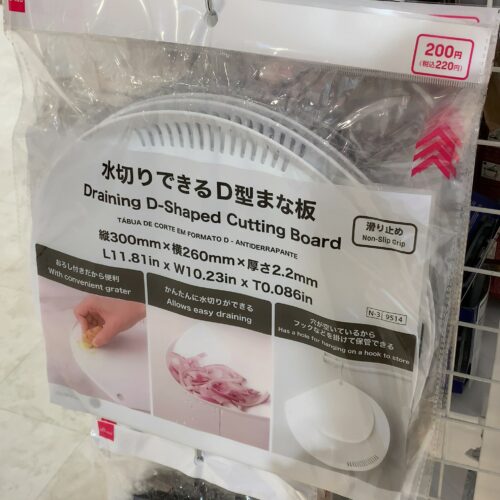 200円
(税込220円)
水切りできるD型まな板
Draining D-Shaped Cutting Board
TÁBUA DE CORTE EM FORMATO D - ANTIDERRAPANTE
滑り止め
Non-Slip Grip
縦300mm×横260mm×厚さ2.2mm
L11.81in x W10.23in x T0.086in
N-3 9514
おろし付きだから便利
With convenient grater
かんたんに水切りができる
Allows easy draining
穴が空いているから
フックなどを掛けて保管できる
Has a hole for hanging on a hook to store